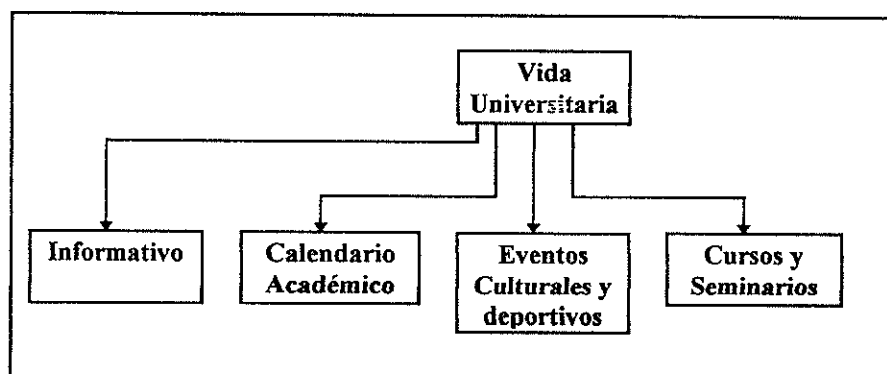 Vida
Universitaria
Informativo
Calendario
Académico
Eventos
Culturales y
deportivos
Cursos y
Seminarios